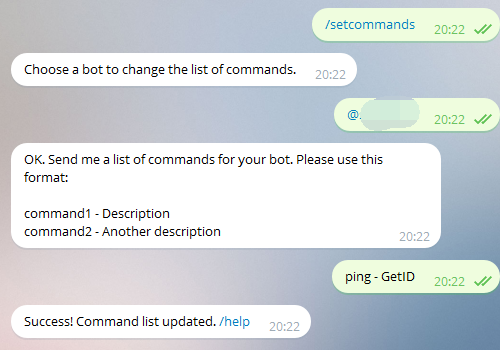 /setcommands 20:22
Choose a bot to change the list of commands. 20:22
@ 20:22
OK. Send me a list of commands for your bot. Please use this
format:
command1 - Description
command2 - Another description
20:22
ping - GetID 20:22
Success! Command list updated. /help 20:22